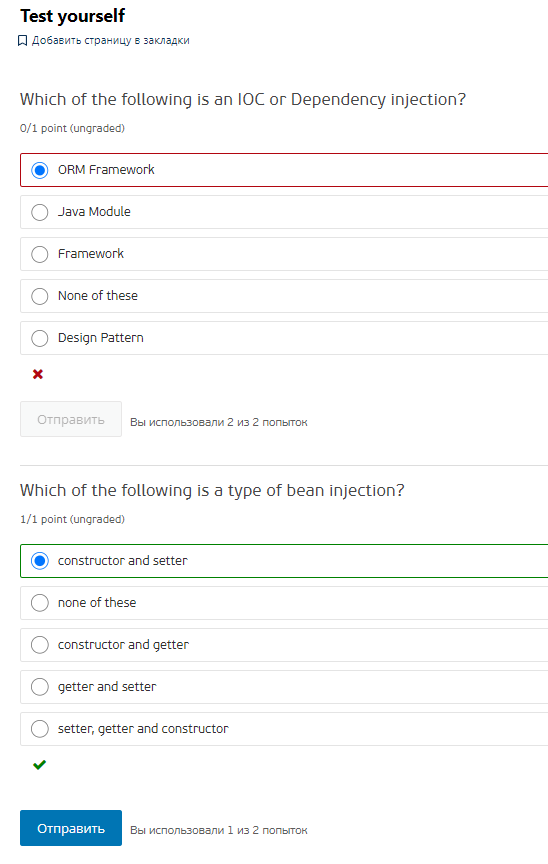 Test yourself
Добавить страницу в закладки
Which of the following is an IOC or Dependency injection?
0/1 point (ungraded)
ORM Framework
Java Module
Framework
None of these
Design Pattern
Отправить
Вы использовали 2 из 2 попыток
Which of the following is a type of bean injection?
1/1 point (ungraded)
constructor and setter
none of these
constructor and getter
getter and setter
setter, getter and constructor
Отправить
Вы использовали 1 из 2 попыток